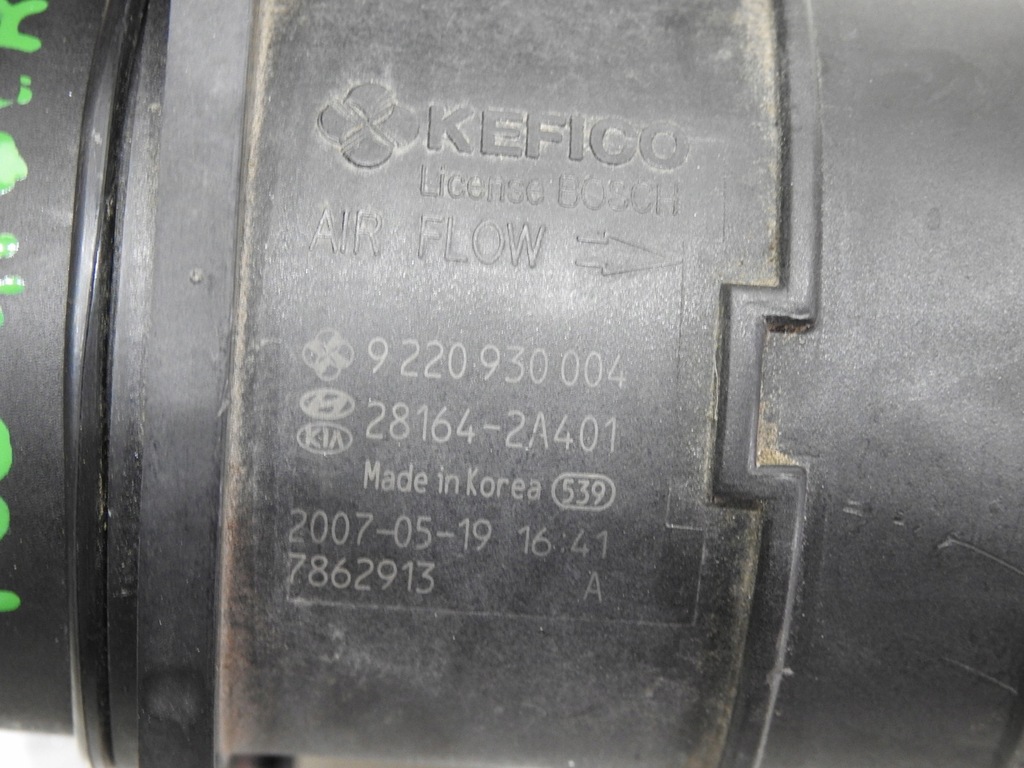 KEFICO
License BOSCH
AIR FLOW
9 220 930 004
28164-2A401
KIA
Made in Korea 539
2007-05-19 16:41
7862913 A